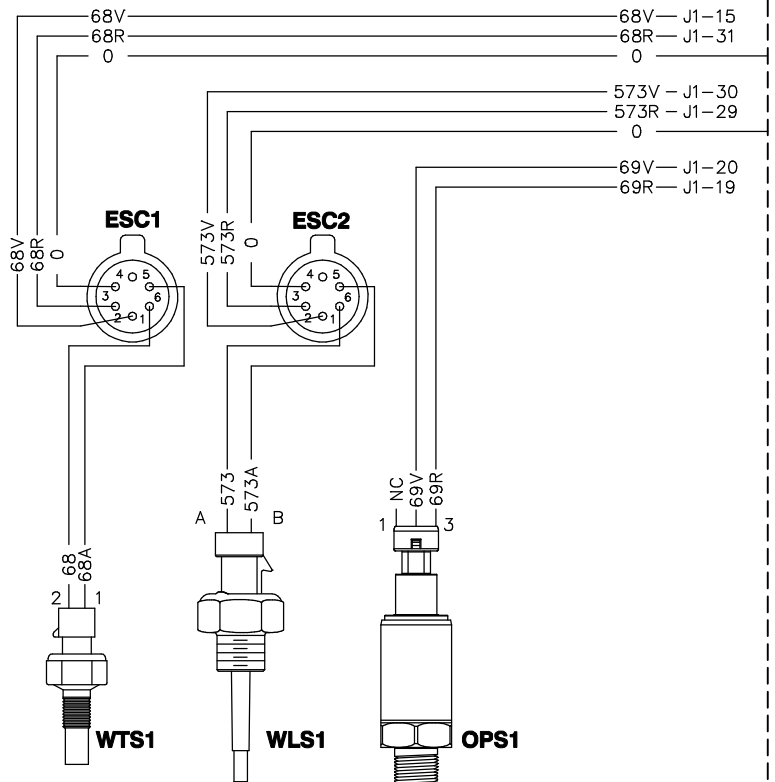 68V 68V J1-15
68R 68R J1-31
0 0
573V J1-30
573R J1-29
0
69V J1-20
69R J1-19
ESC1 ESC2
68V 68R 0 573V 573R 0
4 5 4 5
3 6 3 6
2 1 2 1
573 573A NC 69V 69R
A B 1 3
68 68A
2 1
WTS1 WLS1 OPS1